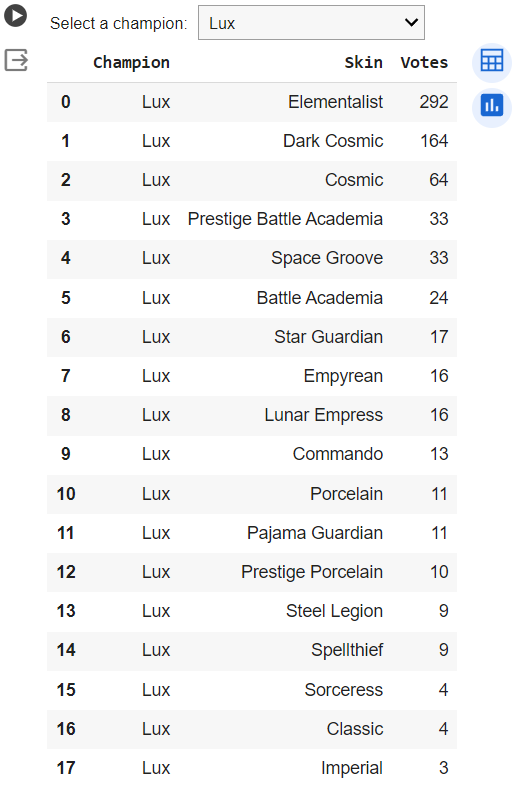 Select a champion: Lux
Champion Skin Votes
0 Lux Elementalist 292
1 Lux Dark Cosmic 164
2 Lux Cosmic 64
3 Lux Prestige Battle Academia 33
4 Lux Space Groove 33
5 Lux Battle Academia 24
6 Lux Star Guardian 17
7 Lux Empyrean 16
8 Lux Lunar Empress 16
9 Lux Commando 13
10 Lux Porcelain 11
11 Lux Pajama Guardian 11
12 Lux Prestige Porcelain 10
13 Lux Steel Legion 9
14 Lux Spellthief 9
15 Lux Sorceress 4
16 Lux Classic 4
17 Lux Imperial 3